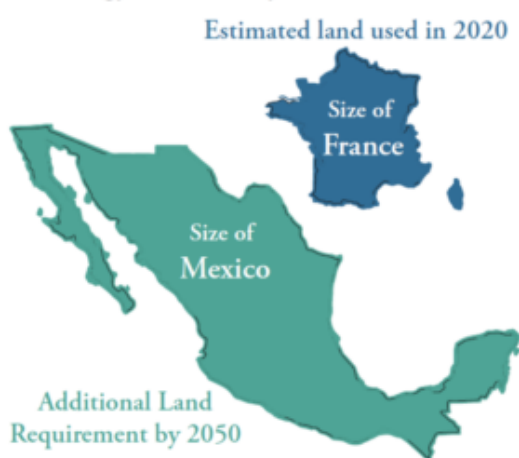 Estimated land used in 2020
Size of
France
Size of
Mexico
Additional Land
Requirement by 2050